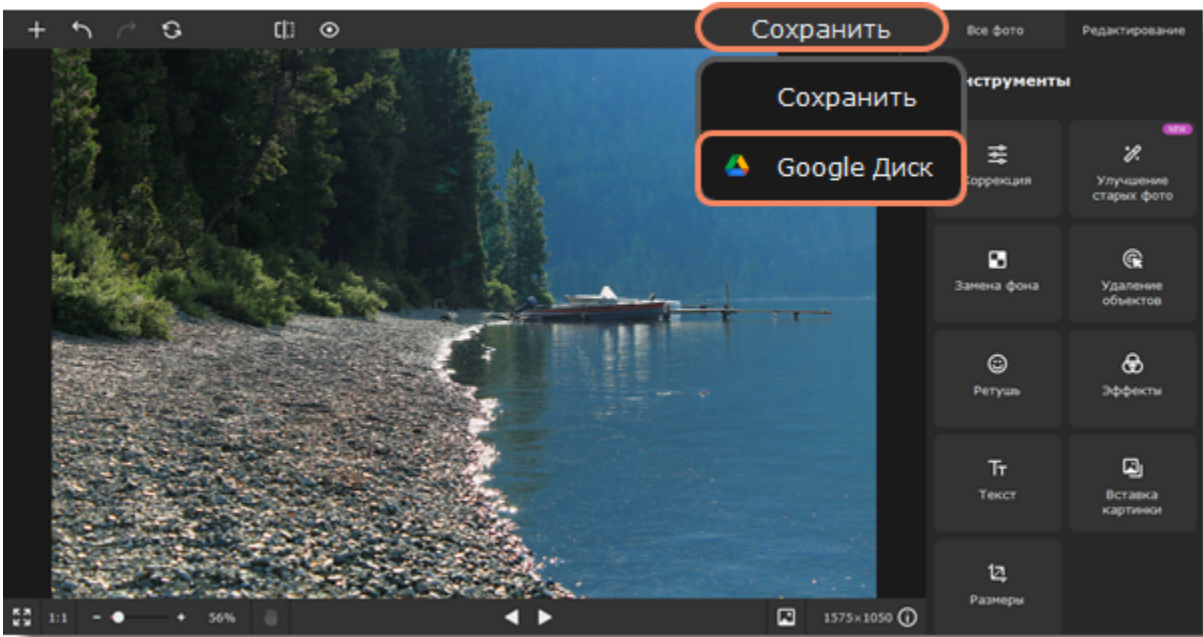 Сохранить
Все фото
Редактирование
Сохранить
Google Диск
нструменты
NEW
оррекция
Улучшение
старых фото
Замена фона
Удаление
объектов
Ретушь
Эффекты
Тт
Текст
Вставка
картинки
Размеры
1:1
56%
1575×1050